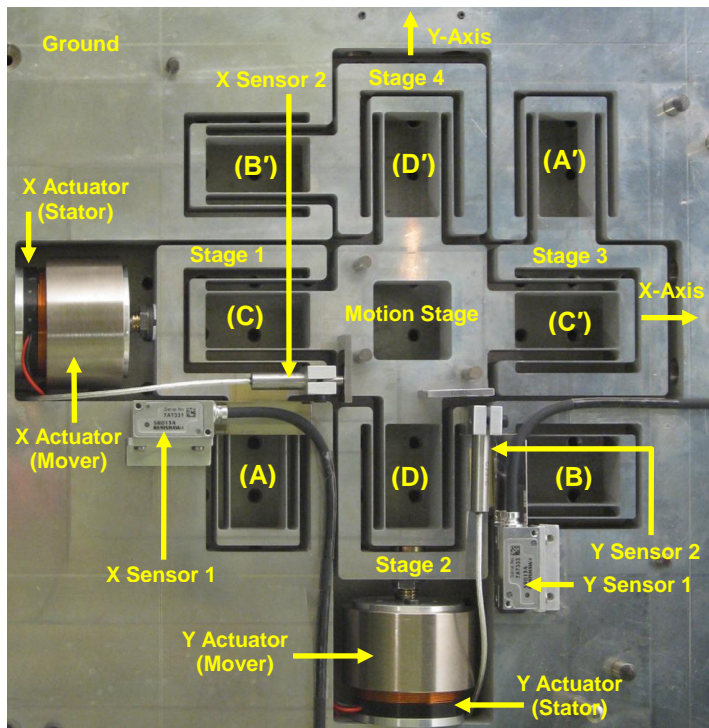 Ground
Y-Axis
Stage 4
X Sensor 2
(B′)
(D′)
(A′)
X Actuator
(Stator)
Stage 1
Stage 3
X-Axis
(C)
Motion Stage
(C′)
X Actuator
(Mover)
7A7331
(A)
(D)
(B)
X Sensor 1
Stage 2
Y Sensor 2
Y Sensor 1
Y Actuator
(Mover)
Y Actuator
(Stator)